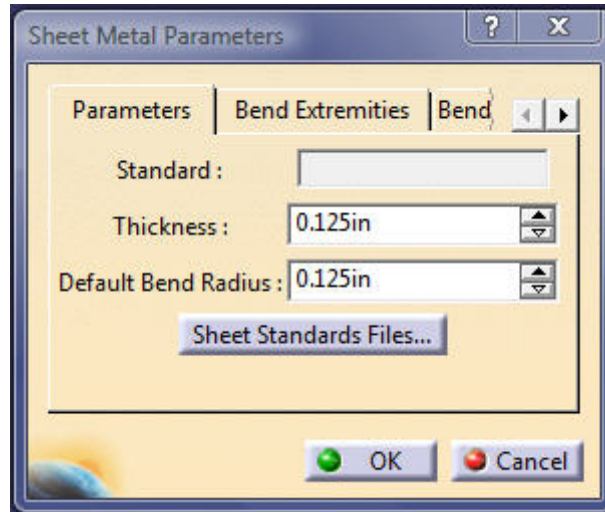 Sheet Metal Parameters
?
X
Parameters
Bend Extremities
Bend
Standard :
Thickness :
0.125in
Default Bend Radius :
0.125in
Sheet Standards Files...
OK
Cancel